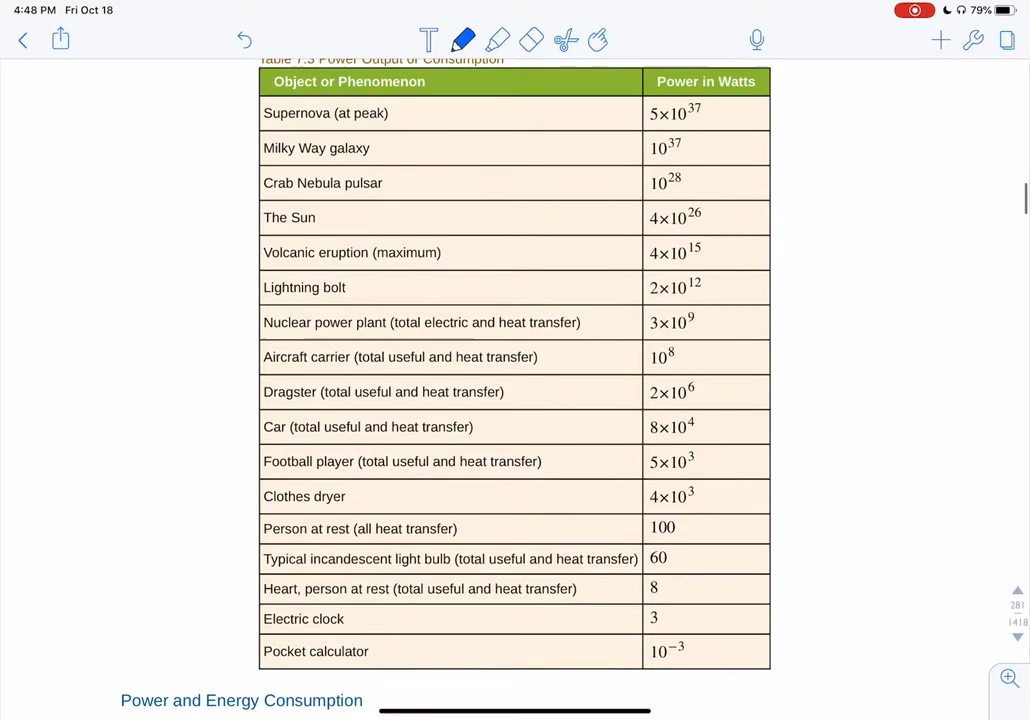 4:48 PM Fri Oct 18
79%
Table 7.3 Power Output or Consumption
Object or Phenomenon Power in Watts
Supernova (at peak) 5×10^37
Milky Way galaxy 10^37
Crab Nebula pulsar 10^28
The Sun 4×10^26
Volcanic eruption (maximum) 4×10^15
Lightning bolt 2×10^12
Nuclear power plant (total electric and heat transfer) 3×10^9
Aircraft carrier (total useful and heat transfer) 10^8
Dragster (total useful and heat transfer) 2×10^6
Car (total useful and heat transfer) 8×10^4
Football player (total useful and heat transfer) 5×10^3
Clothes dryer 4×10^3
Person at rest (all heat transfer) 100
Typical incandescent light bulb (total useful and heat transfer) 60
Heart, person at rest (total useful and heat transfer) 8
Electric clock 3
Pocket calculator 10^−3
281
1418
Power and Energy Consumption